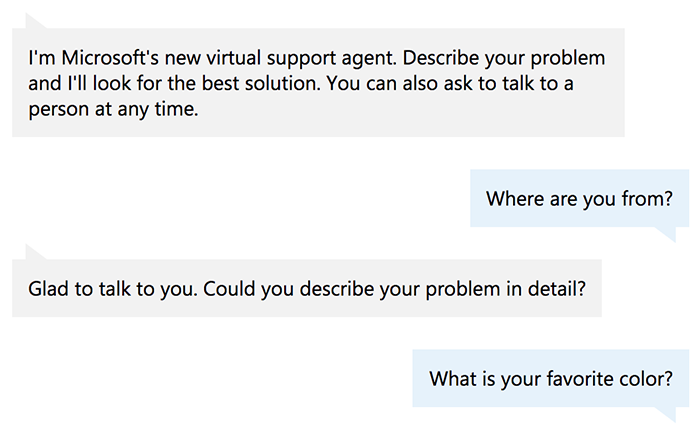 I'm Microsoft's new virtual support agent. Describe your problem
and I'll look for the best solution. You can also ask to talk to a
person at any time.
Where are you from?
Glad to talk to you. Could you describe your problem in detail?
What is your favorite color?